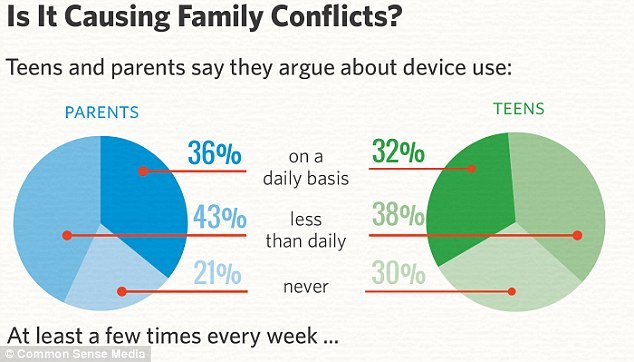 Is It Causing Family Conflicts?
Teens and parents say they argue about device use:
PARENTS
TEENS
36%
on a
daily basis
32%
43%
less
than daily
38%
21%
never
30%
At least a few times every week ...
© Common Sense Media